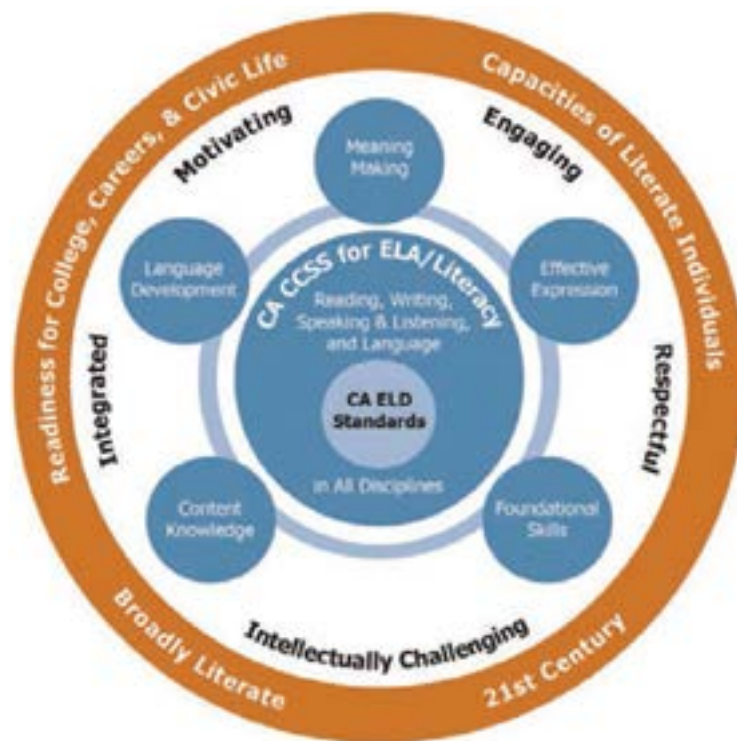 Readiness for College, Careers, & Civic Life
Capacities of Literate Individuals
Motivating
Engaging
Meaning
Making
Language
Development
Effective
Expression
CA CCSS for ELA/Literacy
Reading, Writing,
Speaking & Listening,
and Language
CA ELD
Standards
in All Disciplines
Integrated
Respectful
Content
Knowledge
Foundational
Skills
Intellectually Challenging
Broadly Literate
21st Century